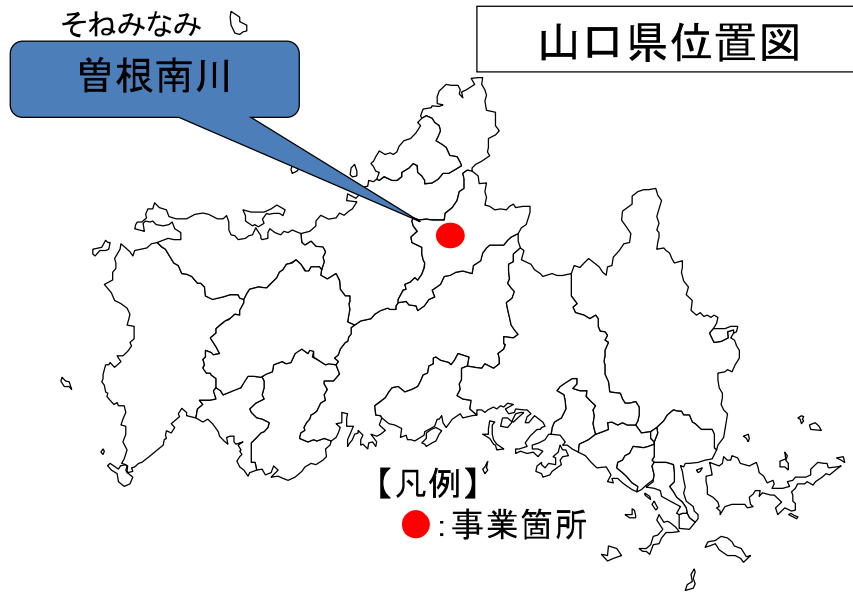 そねみなみ
曽根南川
山口県位置図
【凡例】
：事業箇所